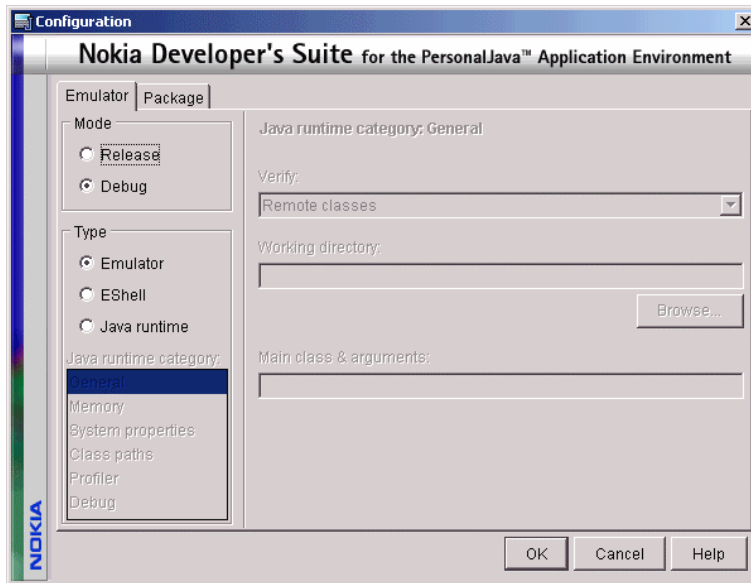 Configuration
Nokia Developer's Suite for the PersonalJava™ Application Environment
Emulator Package
Mode
Release
Debug
Type
Emulator
EShell
Java runtime
Java runtime category:
General
Memory
System properties
Class paths
Profiler
Debug
Java runtime category: General
Verify:
Remote classes
Working directory:
Browse...
Main class & arguments:
NOKIA
OK Cancel Help